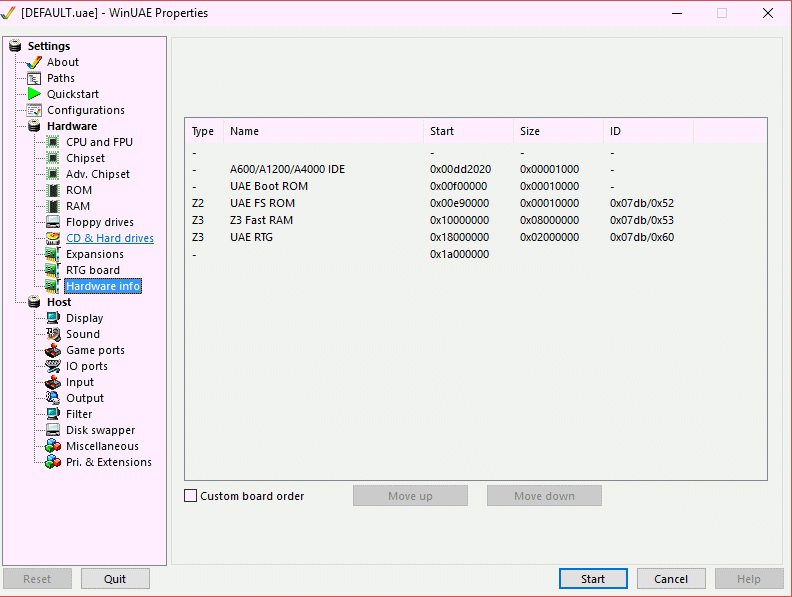 [DEFAULT.uae] - WinUAE Properties
Settings
About
Paths
Quickstart
Configurations
Hardware
CPU and FPU
Chipset
Adv. Chipset
ROM
RAM
Floppy drives
CD & Hard drives
Expansions
RTG board
Hardware info
Host
Display
Sound
Game ports
IO ports
Input
Output
Filter
Disk swapper
Miscellaneous
Pri. & Extensions
Type Name Start Size ID
- - - -
- A600/A1200/A4000 IDE 0x00dd2020 0x00001000 -
- UAE Boot ROM 0x00f00000 0x00010000 -
Z2 UAE FS ROM 0x00e90000 0x00010000 0x07db/0x52
Z3 Z3 Fast RAM 0x10000000 0x08000000 0x07db/0x53
Z3 UAE RTG 0x18000000 0x02000000 0x07db/0x60
- 0x1a000000
Custom board order Move up Move down
Reset Quit Start Cancel Help